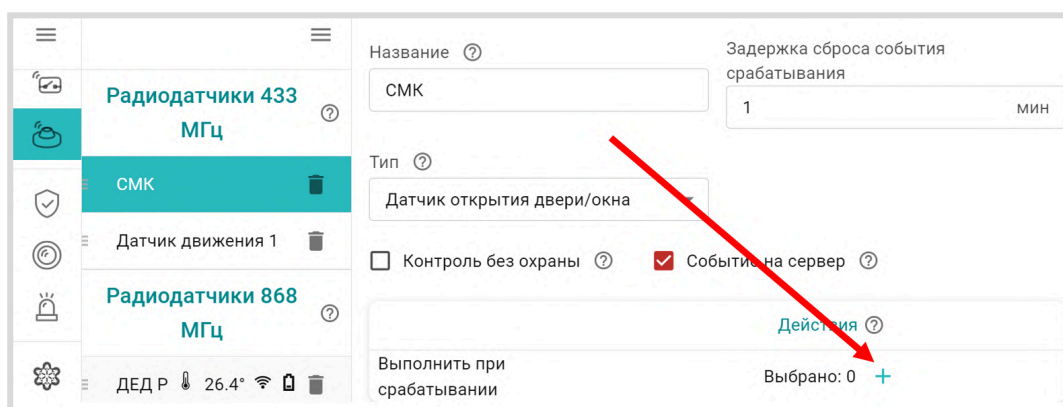 Радиодатчики 433
МГц
СМК
Датчик движения 1
Радиодатчики 868
МГц
ДЕД Р 26.4°
Название
СМК
Задержка сброса события
срабатывания
1 мин
Тип
Датчик открытия двери/окна
Контроль без охраны
Событие на сервер
Действия
Выполнить при
срабатывании
Выбрано: 0 +